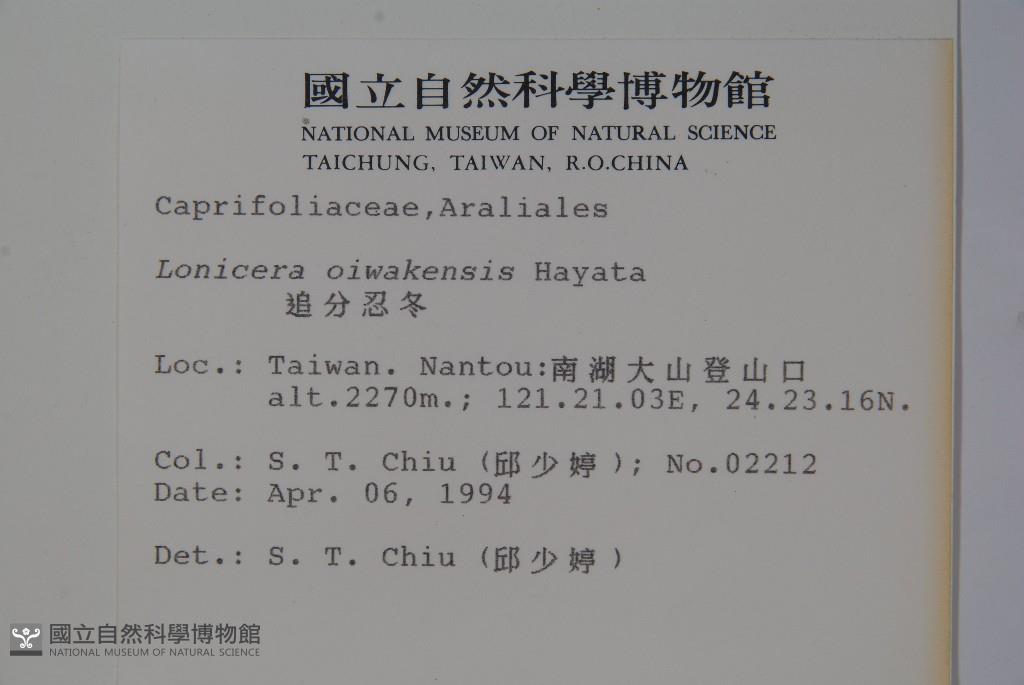 國立自然科學博物館
NATIONAL MUSEUM OF NATURAL SCIENCE
TAICHUNG, TAIWAN, R.O.CHINA
Caprifoliaceae,Araliales
Lonicera oiwakensis Hayata
追分忍冬
Loc.: Taiwan. Nantou:南湖大山登山口
alt.2270m.; 121.21.03E, 24.23.16N.
Col.: S. T. Chiu (邱少婷); No.02212
Date: Apr. 06, 1994
Det.: S. T. Chiu (邱少婷)
國立自然科學博物館
NATIONAL MUSEUM OF NATURAL SCIENCE